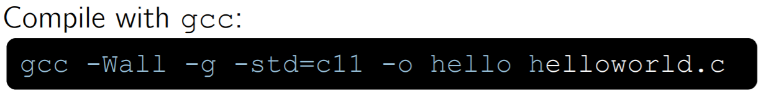 Compile with gcc:
gcc -Wall -g -std=c11 -o hello helloworld.c